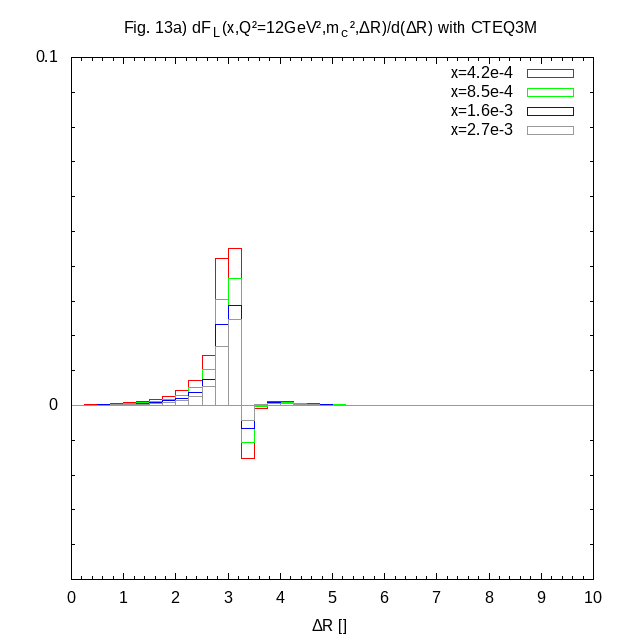 Fig. 13a) dF_L(x,Q²=12GeV²,m_c²,ΔR)/d(ΔR) with CTEQ3M
0.1
x=4.2e-4
x=8.5e-4
x=1.6e-3
x=2.7e-3
0
0 1 2 3 4 5 6 7 8 9 10
ΔR []